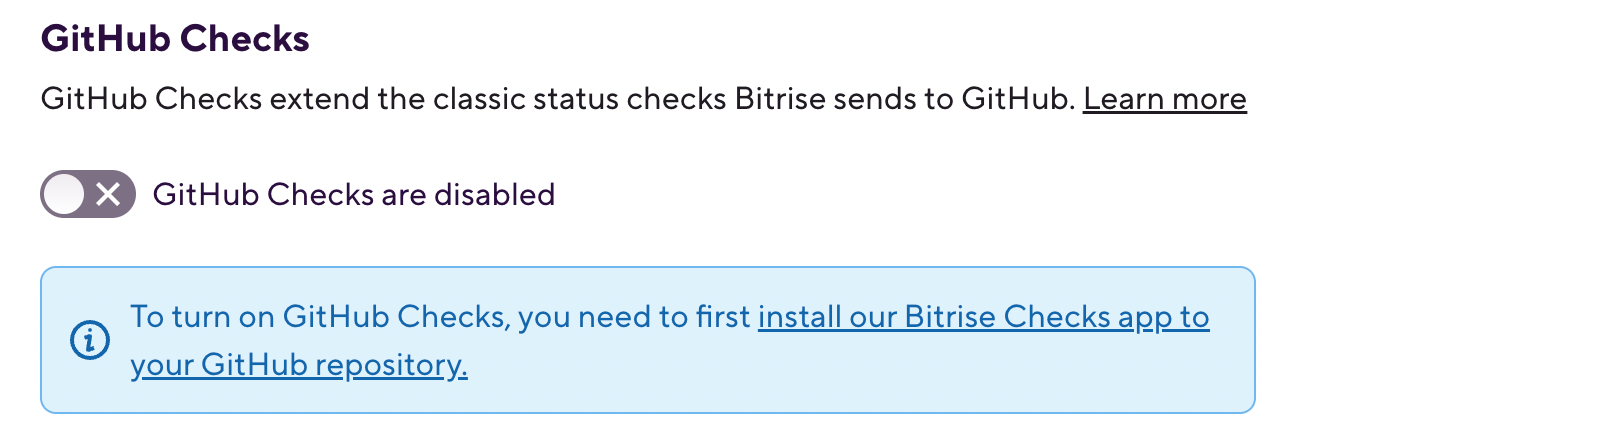 GitHub Checks
GitHub Checks extend the classic status checks Bitrise sends to GitHub. Learn more
GitHub Checks are disabled
To turn on GitHub Checks, you need to first install our Bitrise Checks app to
your GitHub repository.